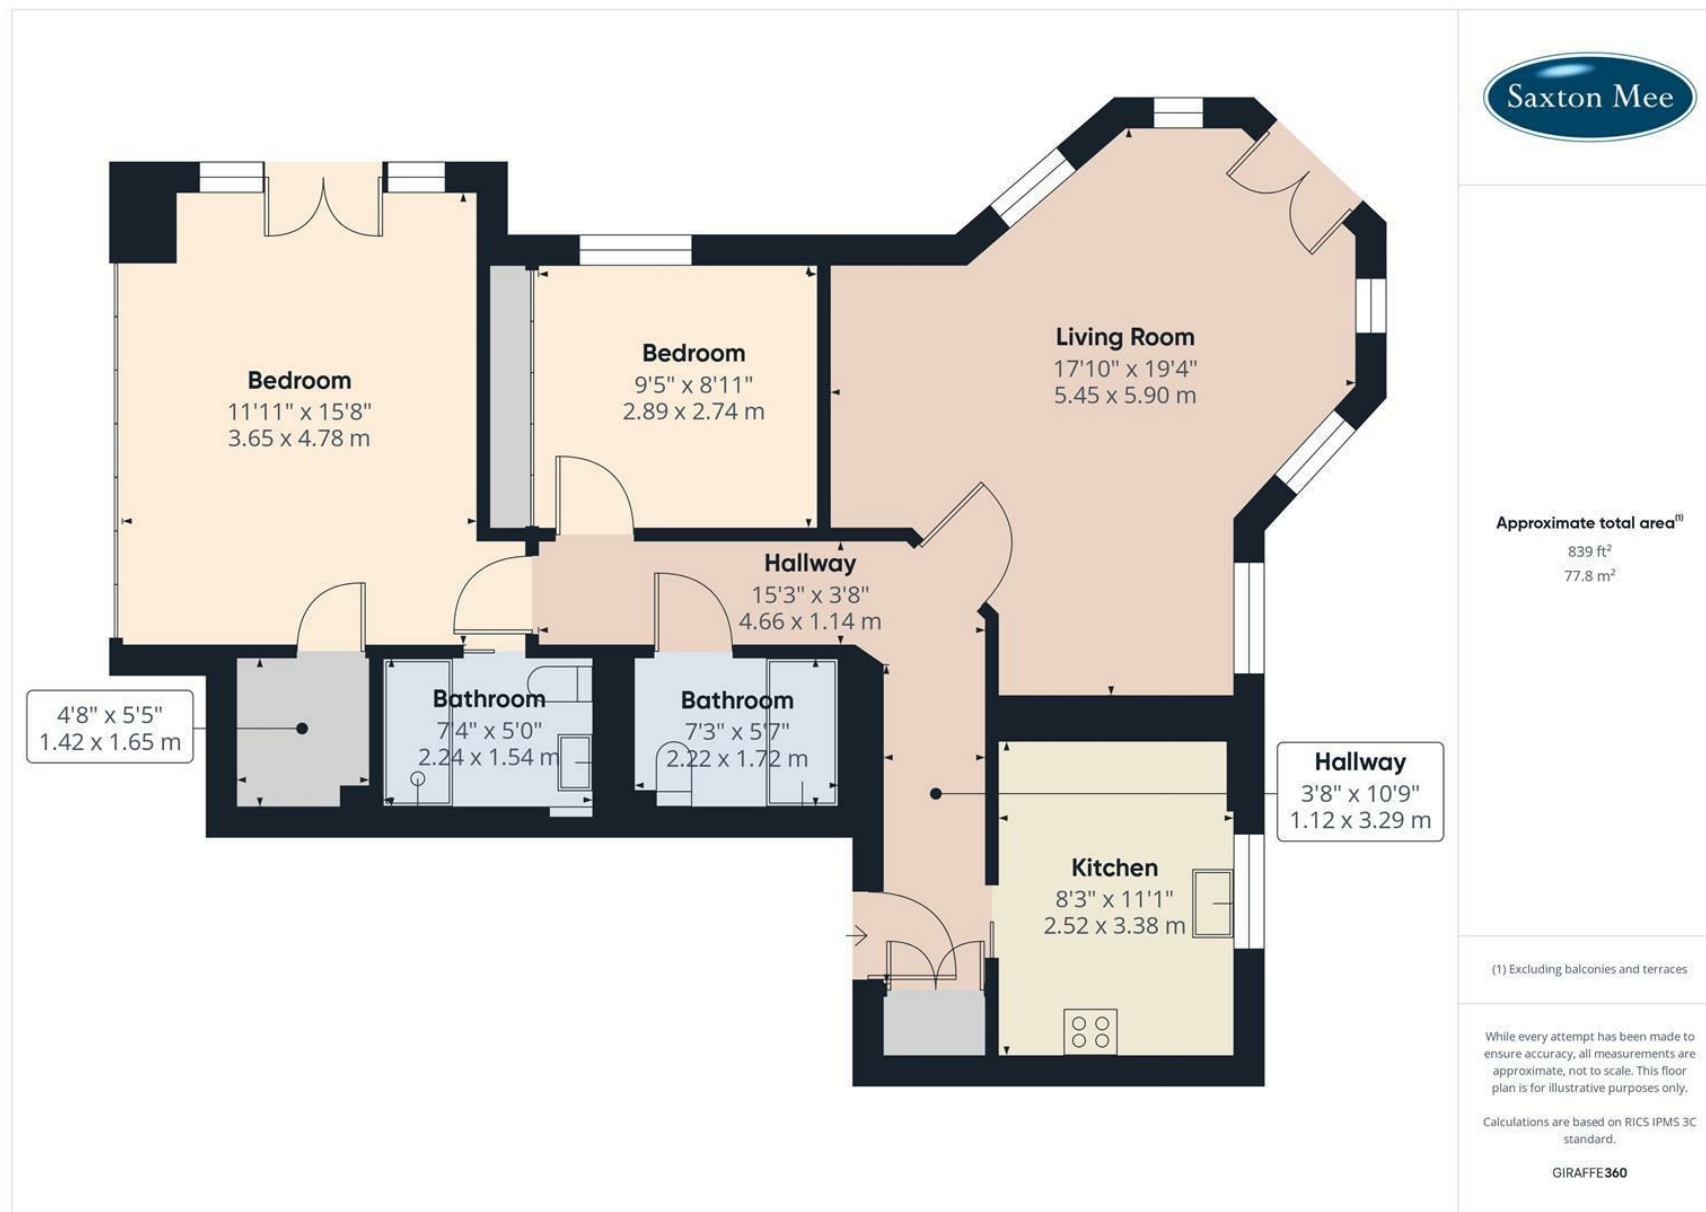 Saxton Mee
Living Room
17'10" x 19'4"
5.45 x 5.90 m
Bedroom
9'5" x 8'11"
2.89 x 2.74 m
Bedroom
11'11" x 15'8"
3.65 x 4.78 m
Hallway
15'3" x 3'8"
4.66 x 1.14 m
4'8" x 5'5"
1.42 x 1.65 m
Bathroom
7'4" x 5'0"
2.24 x 1.54 m
Bathroom
7'3" x 5'7"
2.22 x 1.72 m
Hallway
3'8" x 10'9"
1.12 x 3.29 m
Kitchen
8'3" x 11'1"
2.52 x 3.38 m
Approximate total area(1)
839 ft²
77.8 m²
(1) Excluding balconies and terraces
While every attempt has been made to
ensure accuracy, all measurements are
approximate, not to scale. This floor
plan is for illustrative purposes only.
Calculations are based on RICS IPMS 3C
standard.
GIRAFFE360